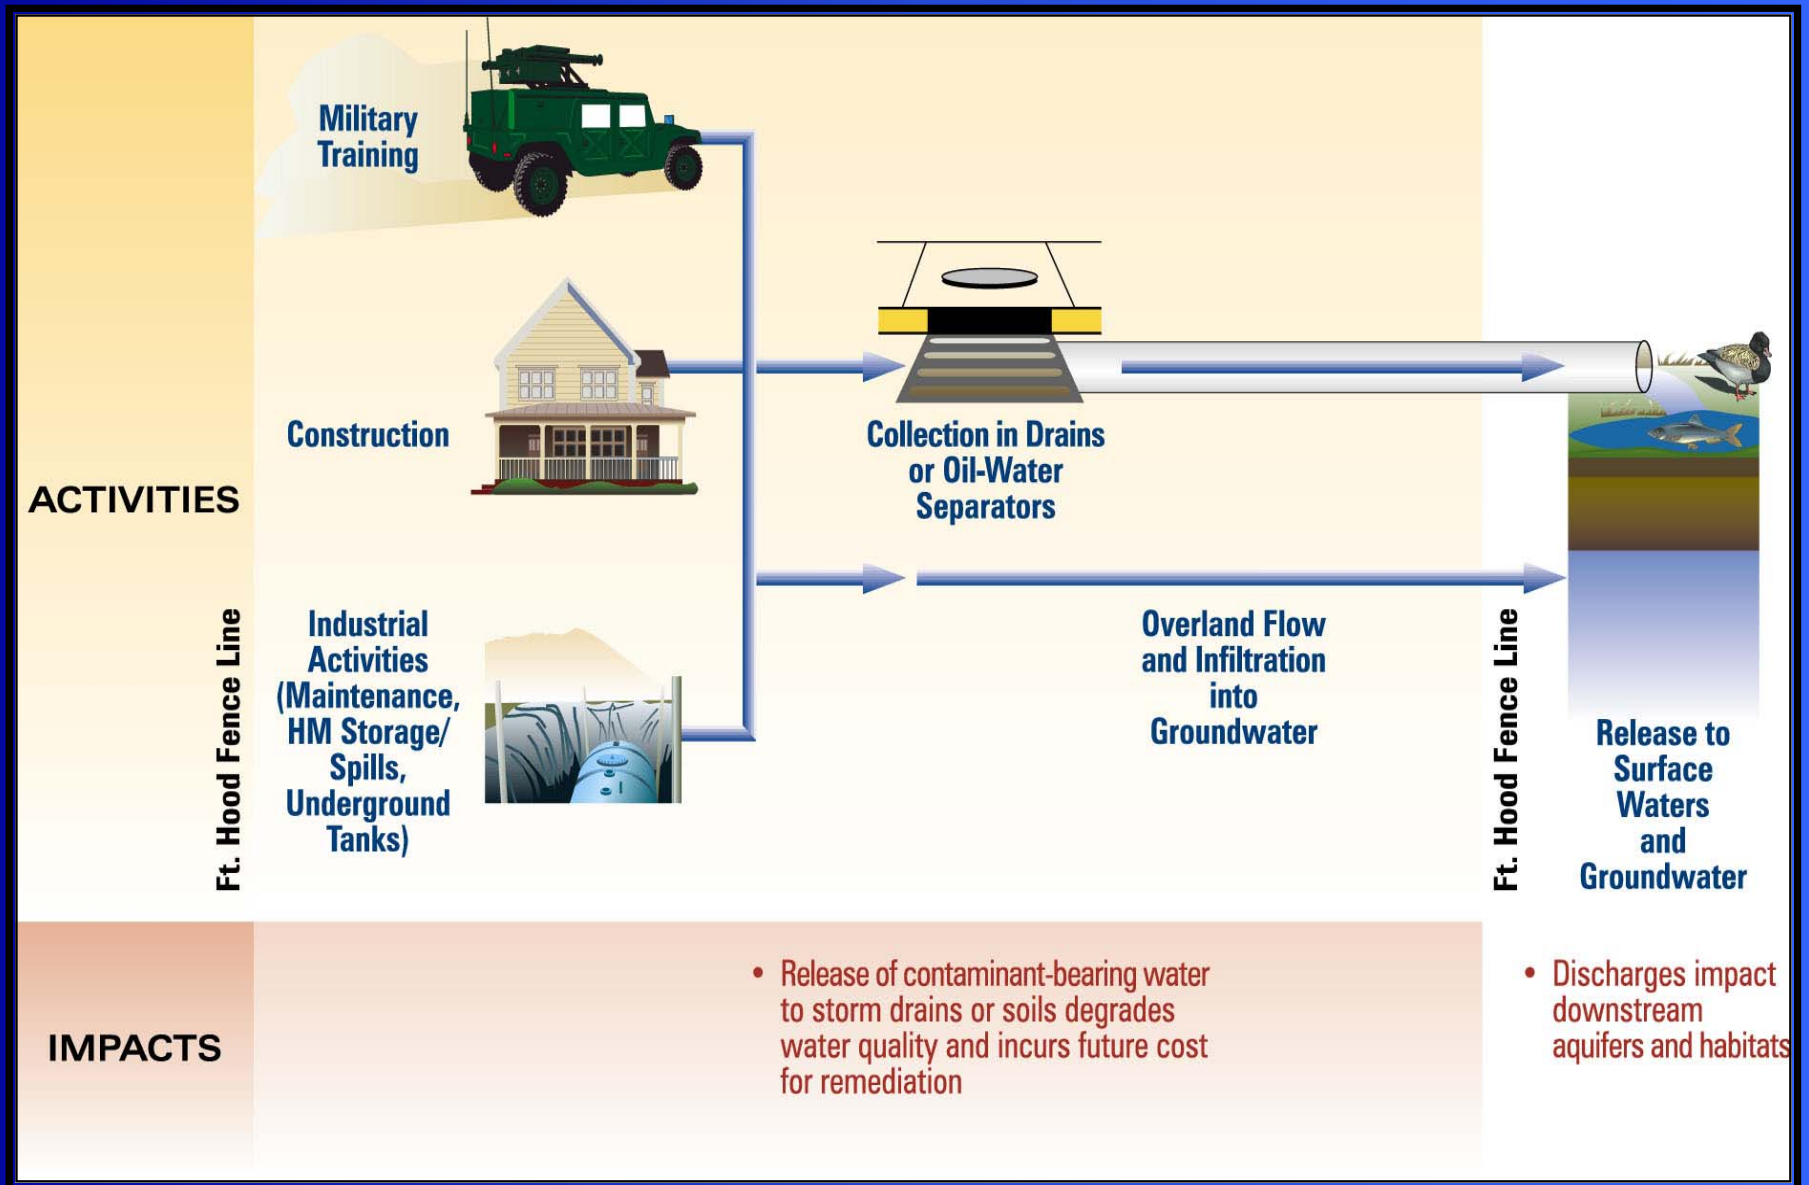 Military
Training
Construction
Collection in Drains
or Oil-Water
Separators
ACTIVITIES
Ft. Hood Fence Line
Industrial
Activities
(Maintenance,
HM Storage/
Spills,
Underground
Tanks)
Overland Flow
and Infiltration
into
Groundwater
Ft. Hood Fence Line
Release to
Surface
Waters
and
Groundwater
IMPACTS
• Release of contaminant-bearing water
to storm drains or soils degrades
water quality and incurs future cost
for remediation
• Discharges impact
downstream
aquifers and habitats